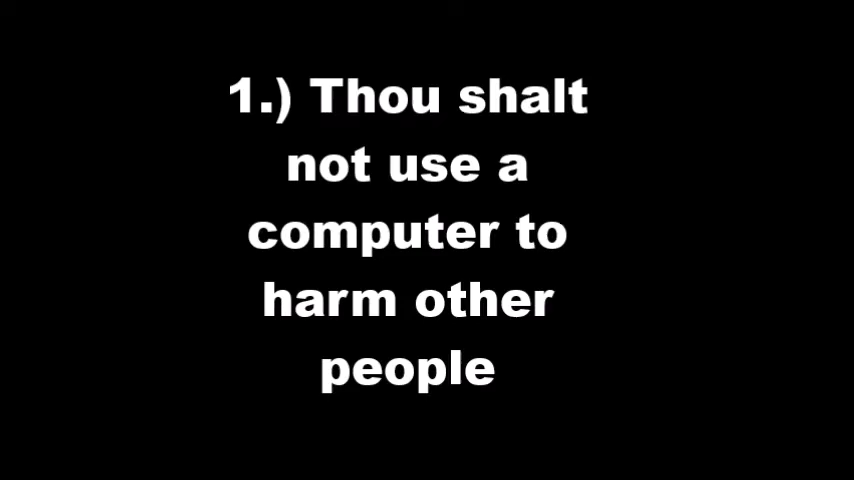 1.) Thou shalt
not use a
computer to
harm other
people